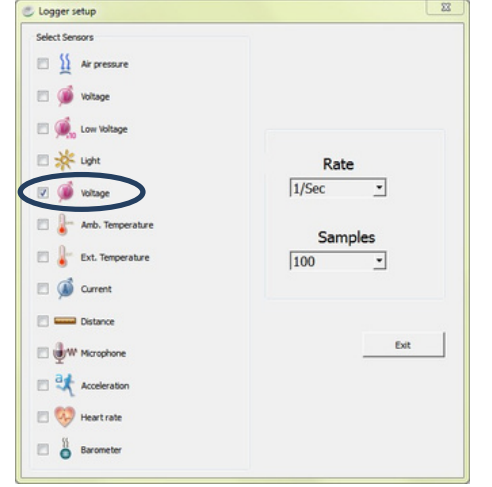 Logger setup
Select Sensors
Air pressure
Voltage
Low Voltage
Light
Voltage
Amb. Temperature
Ext. Temperature
Current
Distance
Microphone
Acceleration
Heart rate
Barometer
Rate
1/Sec
Samples
100
Exit